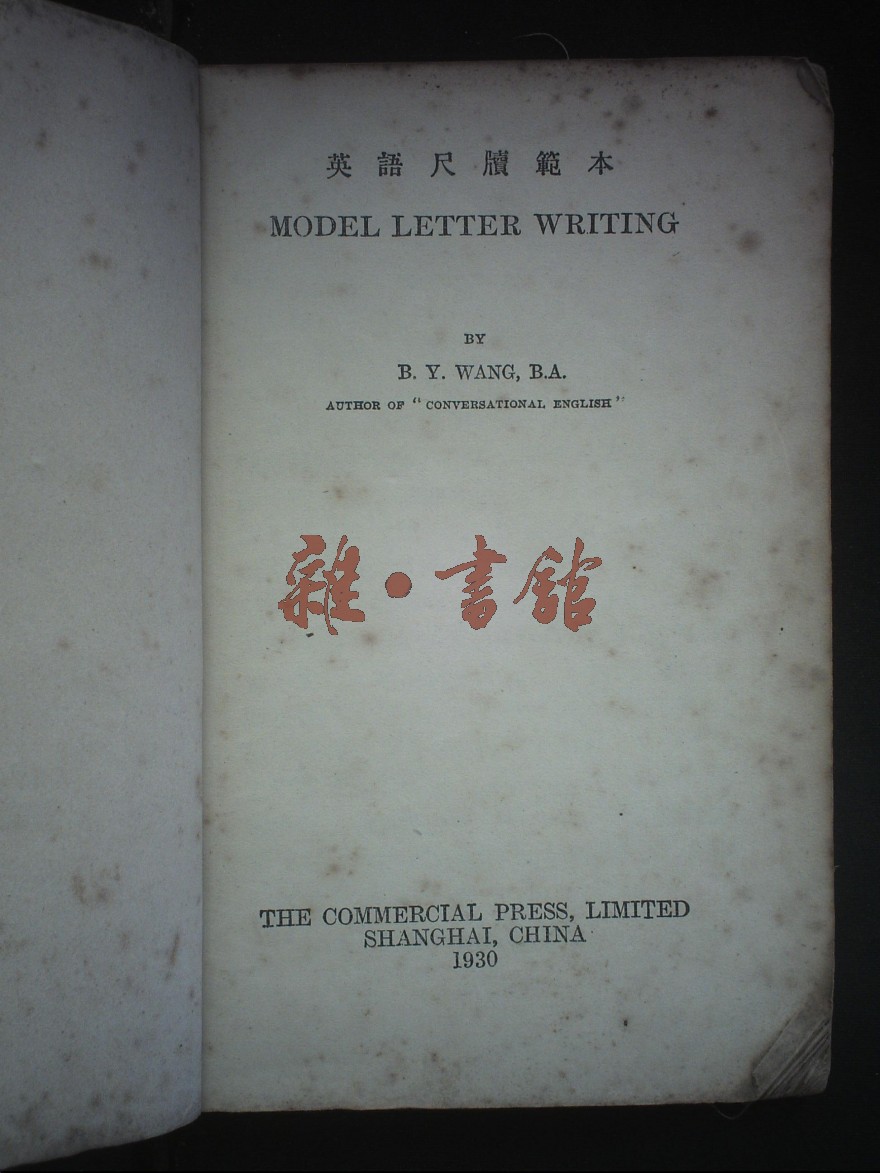 英語尺牘範本
MODEL LETTER WRITING
BY
B. Y. WANG, B.A.
AUTHOR OF "CONVERSATIONAL ENGLISH"
雜•書館
THE COMMERCIAL PRESS, LIMITED
SHANGHAI, CHINA
1930